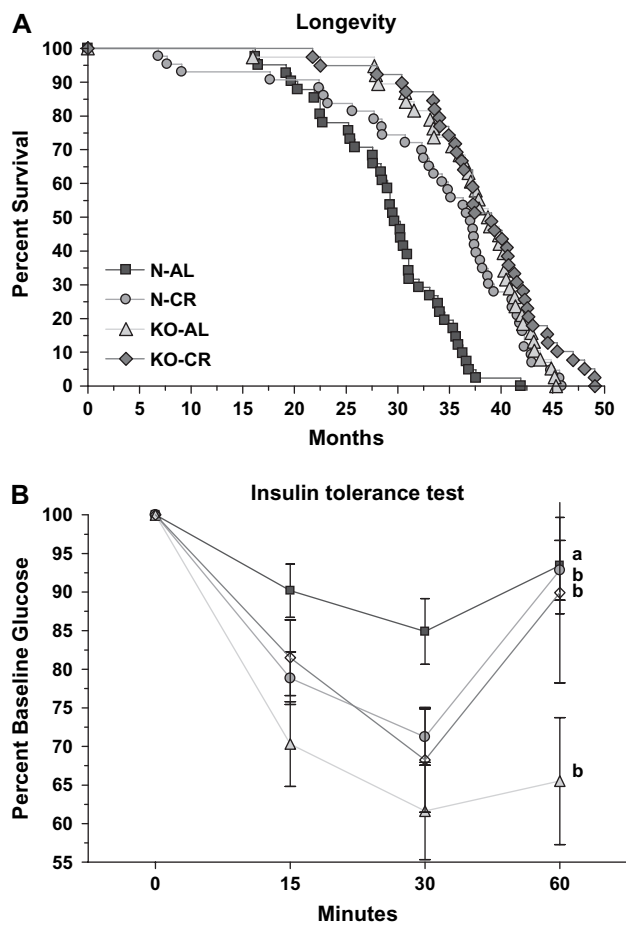 A
Longevity
100
90
80
70
60
50
40
30
20
10
0
Percent Survival
N-AL
N-CR
KO-AL
KO-CR
0 5 10 15 20 25 30 35 40 45 50
Months
B
Insulin tolerance test
100
95
90
85
80
75
70
65
60
55
Percent Baseline Glucose
a
b
b
b
0 15 30 60
Minutes